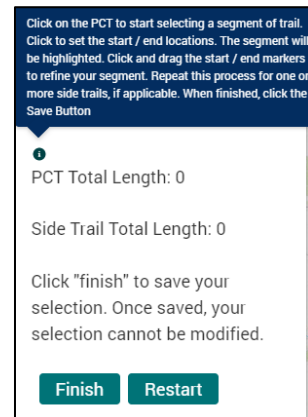 Click on the PCT to start selecting a segment of trail.
Click to set the start / end locations. The segment will
be highlighted. Click and drag the start / end markers
to refine your segment. Repeat this process for one or
more side trails, if applicable. When finished, click the
Save Button
i
PCT Total Length: 0
Side Trail Total Length: 0
Click "finish" to save your
selection. Once saved, your
selection cannot be modified.
Finish Restart